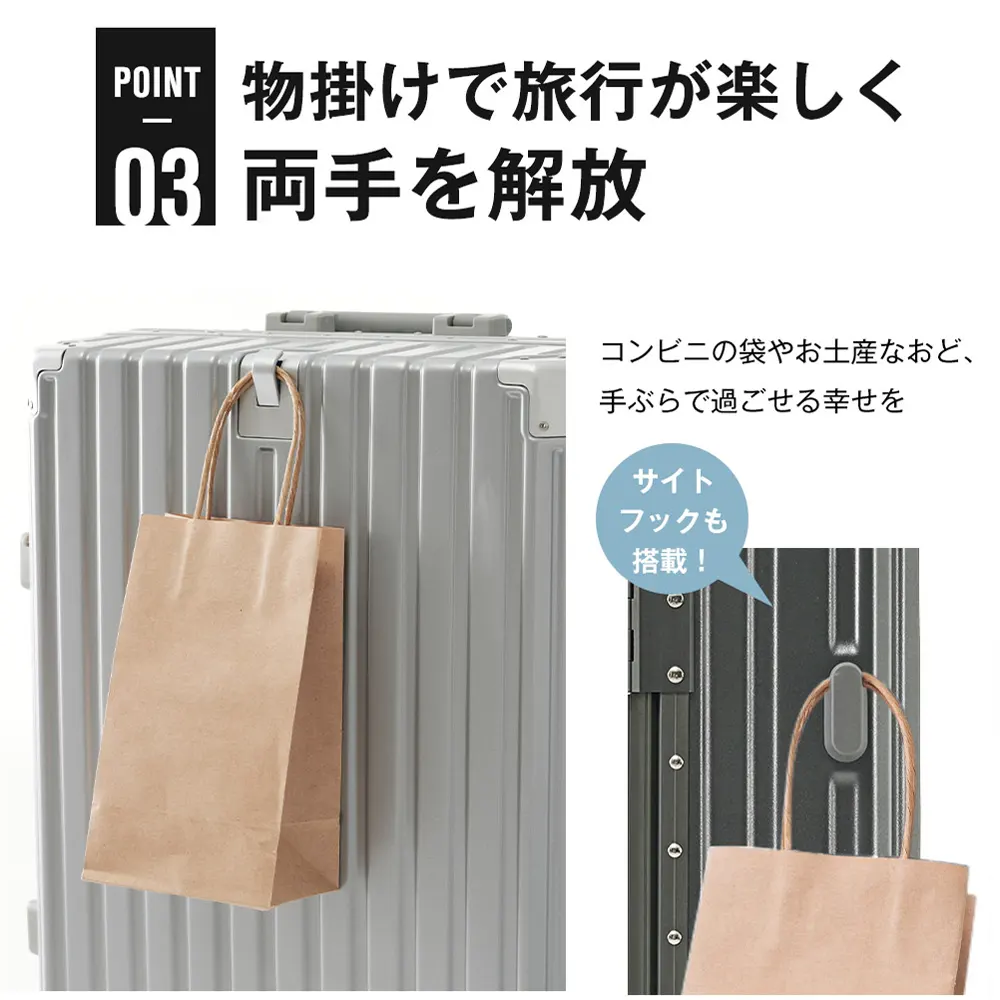 POINT
03
物掛けで旅行が楽しく
両手を解放
コンビニの袋やお土産なおど、
手ぶらで過ごせる幸せを
サイト
フックも
搭載！